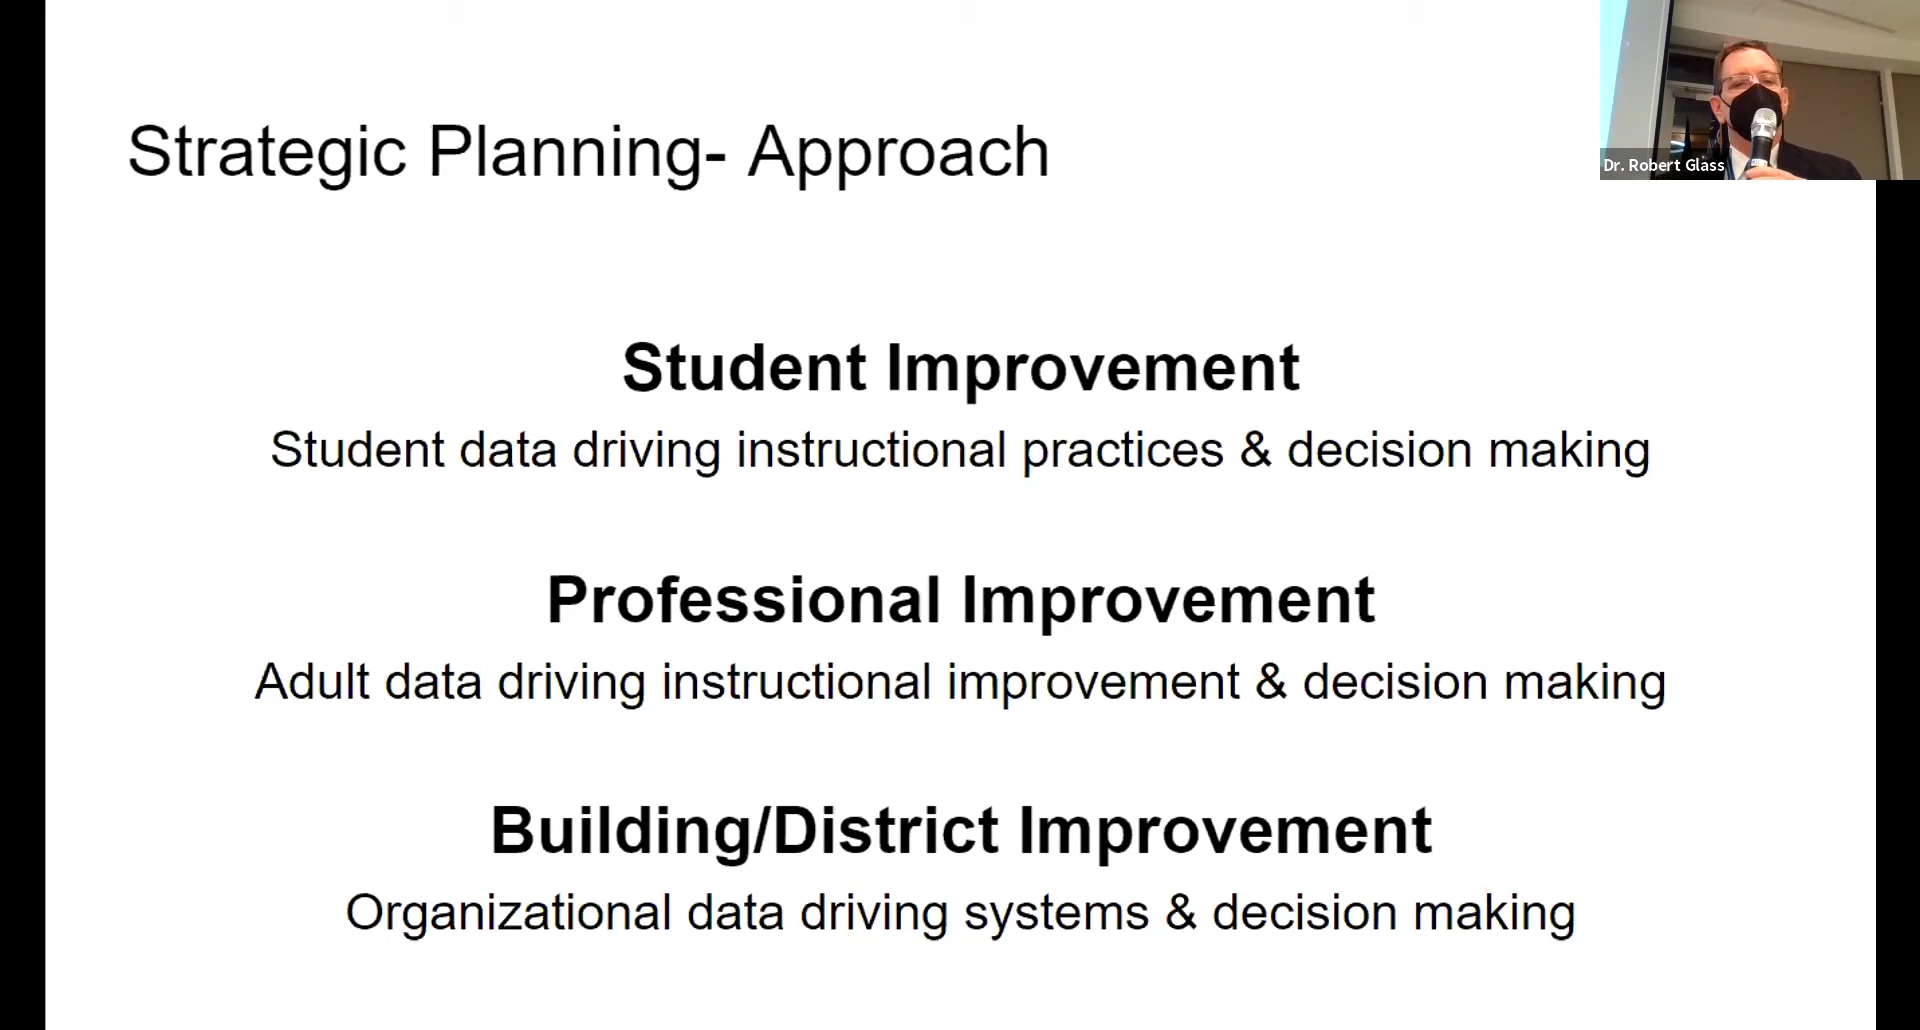 Strategic Planning- Approach
Dr. Robert Glass
Student Improvement
Student data driving instructional practices & decision making
Professional Improvement
Adult data driving instructional improvement & decision making
Building/District Improvement
Organizational data driving systems & decision making